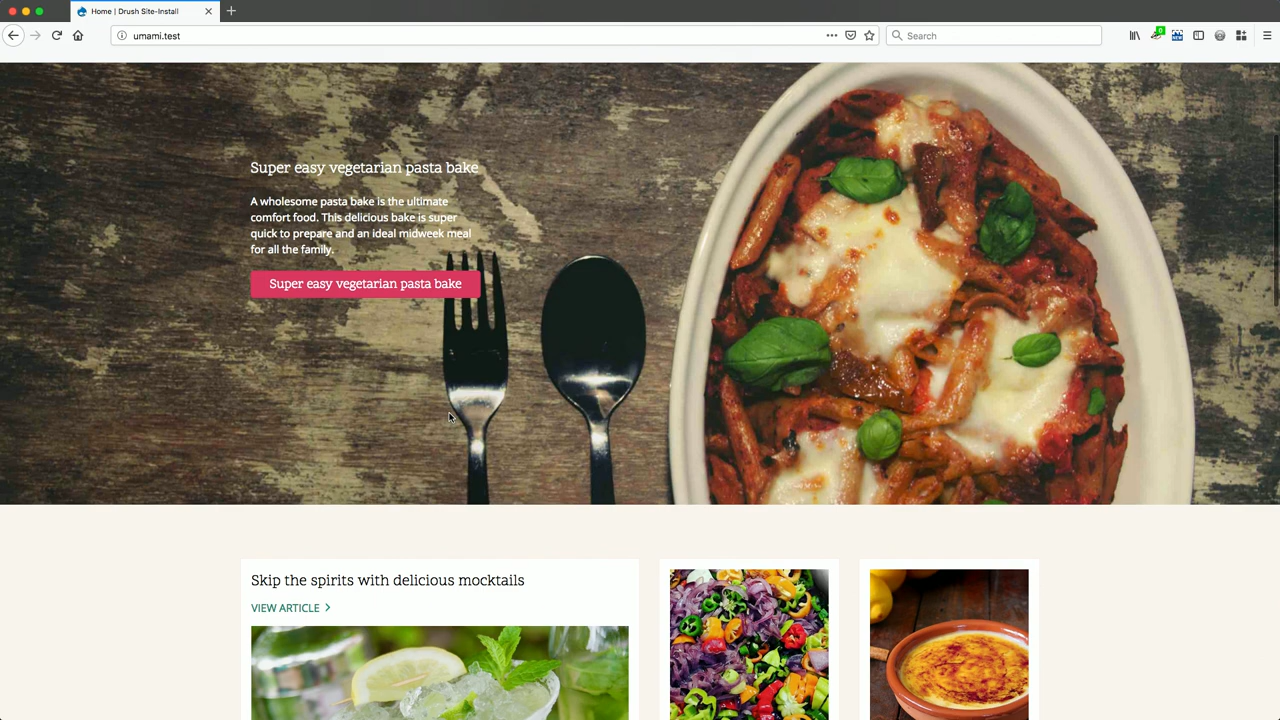 Home | Drush Site-Install
umami.test
Search
0
NEW
Super easy vegetarian pasta bake
A wholesome pasta bake is the ultimate
comfort food. This delicious bake is super
quick to prepare and an ideal midweek meal
for all the family.
Super easy vegetarian pasta bake
Skip the spirits with delicious mocktails
VIEW ARTICLE